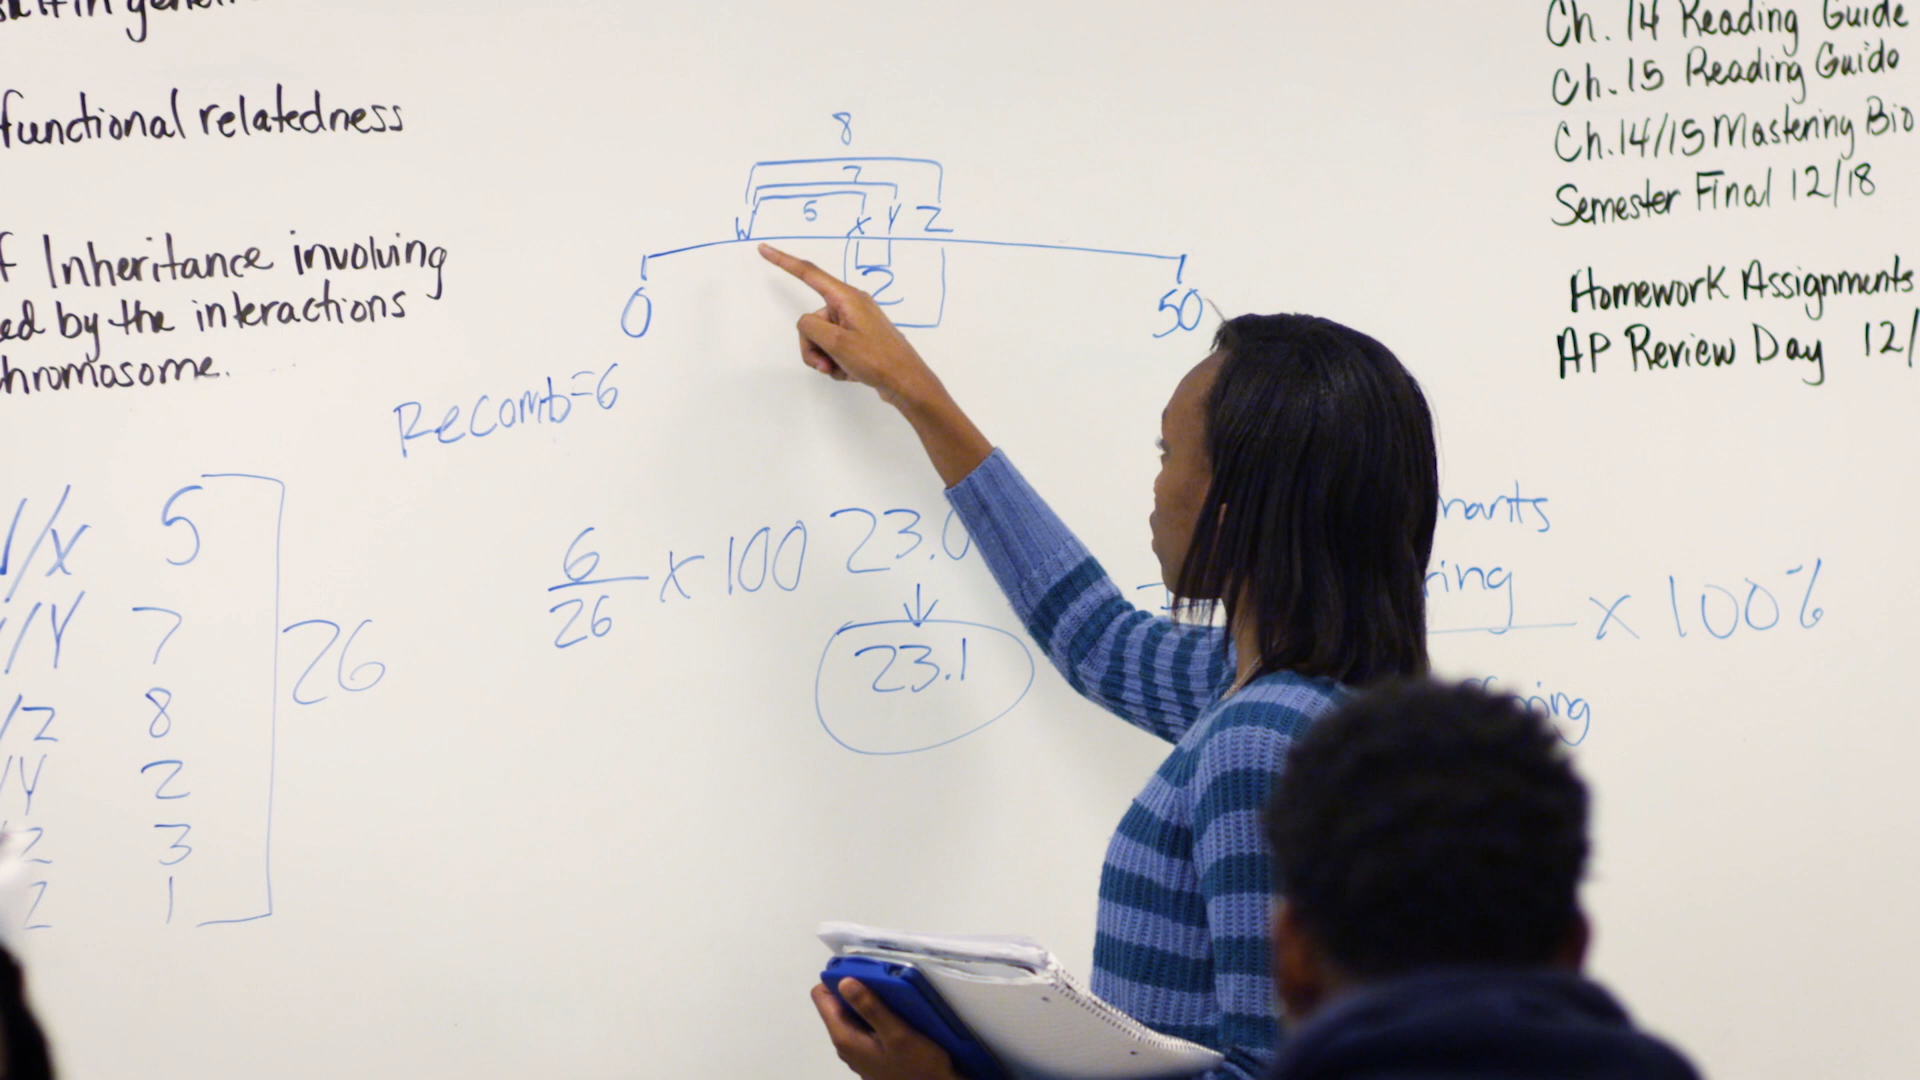 functional relatedness
Inheritance involving
ed by the interactions
hromosome.
Recomb=6
/X 5
/Y 7
/Z 8
/Y 2
Z 3
Z 1
26
8
7
5
W X Y Z
2
0 50
6
26
x 100 23.0
23.1
x 100%
Ch. 14 Reading Guide
Ch. 15 Reading Guide
Ch. 14/15 Mastering Bio
Semester Final 12/18
Homework Assignments
AP Review Day 12/